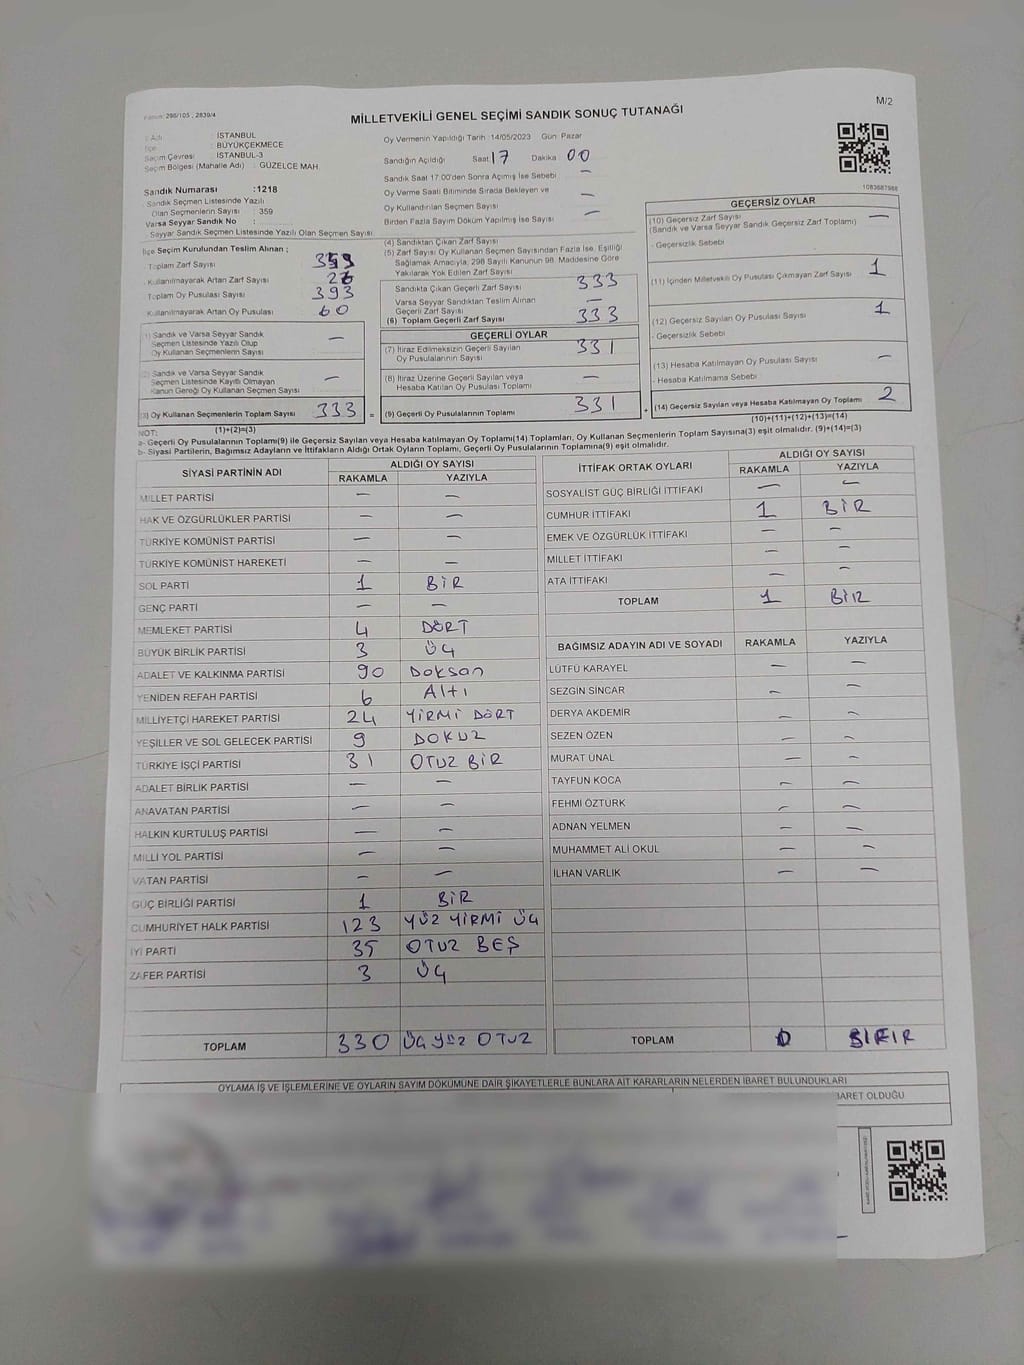 298/105 , 2839/4
M/2
MİLLETVEKİLİ GENEL SEÇİMİ SANDIK SONUÇ TUTANAĞI
İl Adı : İSTANBUL
İlçe : BÜYÜKÇEKMECE
Seçim Çevresi : İSTANBUL-3
Seçim Bölgesi (Mahalle Adı) : GÜZELCE MAH.
Sandık Numarası :1218
Sandık Seçmen Listesinde Yazılı
Olan Seçmenlerin Sayısı : 359
Varsa Seyyar Sandık No :
Seyyar Sandık Seçmen Listesinde Yazılı Olan Seçmen Sayısı
Oy Vermenin Yapıldığı Tarih :14/05/2023 Gün: Pazar
Sandığın Açıldığı Saat 17 Dakika 00
Sandık Saat 17.00'den Sonra Açılmış İse Sebebi —
Oy Verme Saati Bitiminde Sırada Bekleyen ve
Oy Kullandırılan Seçmen Sayısı —
Birden Fazla Sayım Döküm Yapılmış İse Sayısı —
1083687988
İlçe Seçim Kurulundan Teslim Alınan ;
Toplam Zarf Sayısı 359
Kullanılmayarak Artan Zarf Sayısı 26
Toplam Oy Pusulası Sayısı 393
Kullanılmayarak Artan Oy Pusulası 60
(1) Sandık ve Varsa Seyyar Sandık
Seçmen Listesinde Yazılı Olup
Oy Kullanan Seçmenlerin Sayısı —
(2) Sandık ve Varsa Seyyar Sandık
Seçmen Listesinde Kayıtlı Olmayan
Kanun Gereği Oy Kullanan Seçmen Sayısı —
(3) Oy Kullanan Seçmenlerin Toplam Sayısı 333 =
(1)+(2)=(3)
(4) Sandıktan Çıkan Zarf Sayısı
(5) Zarf Sayısı Oy Kullanan Seçmen Sayısından Fazla İse, Eşitliği
Sağlamak Amacıyla, 298 Sayılı Kanunun 98. Maddesine Göre
Yakılarak Yok Edilen Zarf Sayısı
Sandıkta Çıkan Geçerli Zarf Sayısı 333
Varsa Seyyar Sandıktan Teslim Alınan
Geçerli Zarf Sayısı —
(6) Toplam Geçerli Zarf Sayısı 333
GEÇERLİ OYLAR
(7) İtiraz Edilmeksizin Geçerli Sayılan
Oy Pusulalarının Sayısı 331
(8) İtiraz Üzerine Geçerli Sayılan veya
Hesaba Katılan Oy Pusulaları Toplamı —
(9) Geçerli Oy Pusulalarının Toplamı 331 +
GEÇERSİZ OYLAR
(10) Geçersiz Zarf Sayısı —
(Sandık ve Varsa Seyyar Sandık Geçersiz Zarf Toplamı)
- Geçersizlik Sebebi
(11) İçinden Milletvekili Oy Pusulası Çıkmayan Zarf Sayısı 1
(12) Geçersiz Sayılan Oy Pusulası Sayısı 1
- Geçersizlik Sebebi
(13) Hesaba Katılmayan Oy Pusulası Sayısı —
- Hesaba Katılmama Sebebi
(14) Geçersiz Sayılan veya Hesaba Katılmayan Oy Toplamı 2
(10)+(11)+(12)+(13)=(14)
NOT:
a- Geçerli Oy Pusulalarının Toplamı(9) ile Geçersiz Sayılan veya Hesaba katılmayan Oy Toplamı(14) Toplamları, Oy Kullanan Seçmenlerin Toplam Sayısına(3) eşit olmalıdır. (9)+(14)=(3)
b- Siyasi Partilerin, Bağımsız Adayların ve İttifakların Aldığı Ortak Oyların Toplamı, Geçerli Oy Pusulalarının Toplamına(9) eşit olmalıdır.
SİYASİ PARTİNİN ADI ALDIĞI OY SAYISI
RAKAMLA YAZIYLA
MİLLET PARTİSİ — —
HAK VE ÖZGÜRLÜKLER PARTİSİ — —
TÜRKİYE KOMÜNİST PARTİSİ — —
TÜRKİYE KOMÜNİST HAREKETİ — —
SOL PARTİ 1 BİR
GENÇ PARTİ — —
MEMLEKET PARTİSİ 4 DÖRT
BÜYÜK BİRLİK PARTİSİ 3 ÜÇ
ADALET VE KALKINMA PARTİSİ 90 Doksan
YENİDEN REFAH PARTİSİ 6 Altı
MİLLİYETÇİ HAREKET PARTİSİ 24 YİRMİ DÖRT
YEŞİLLER VE SOL GELECEK PARTİSİ 9 DOKUZ
TÜRKİYE İŞÇİ PARTİSİ 31 OTUZ BİR
ADALET BİRLİK PARTİSİ — —
ANAVATAN PARTİSİ — —
HALKIN KURTULUŞ PARTİSİ — —
MİLLİ YOL PARTİSİ — —
VATAN PARTİSİ — —
GÜÇ BİRLİĞİ PARTİSİ 1 BİR
CUMHURİYET HALK PARTİSİ 123 YÜZ YİRMİ ÜÇ
İYİ PARTİ 35 OTUZ BEŞ
ZAFER PARTİSİ 3 ÜÇ
TOPLAM 330 ÜÇ YÜZ OTUZ
İTTİFAK ORTAK OYLARI ALDIĞI OY SAYISI
RAKAMLA YAZIYLA
SOSYALİST GÜÇ BİRLİĞİ İTTİFAKI — —
CUMHUR İTTİFAKI 1 BİR
EMEK VE ÖZGÜRLÜK İTTİFAKI — —
MİLLET İTTİFAKI — —
ATA İTTİFAKI — —
TOPLAM 1 BİR
BAĞIMSIZ ADAYIN ADI VE SOYADI RAKAMLA YAZIYLA
LÜTFÜ KARAYEL — —
SEZGİN SİNCAR — —
DERYA AKDEMİR — —
SEZEN ÖZEN — —
MURAT ÜNAL — —
TAYFUN KOCA — —
FEHMİ ÖZTÜRK — —
ADNAN YELMEN — —
MUHAMMET ALİ OKUL — —
İLHAN VARLIK — —
TOPLAM 0 SIFIR
OYLAMA İŞ VE İŞLEMLERİNE VE OYLARIN SAYIM DÖKÜMÜNE DAİR ŞİKAYETLERLE BUNLARA AİT KARARLARIN NELERDEN İBARET BULUNDUKLARI
İBARET OLDUĞU